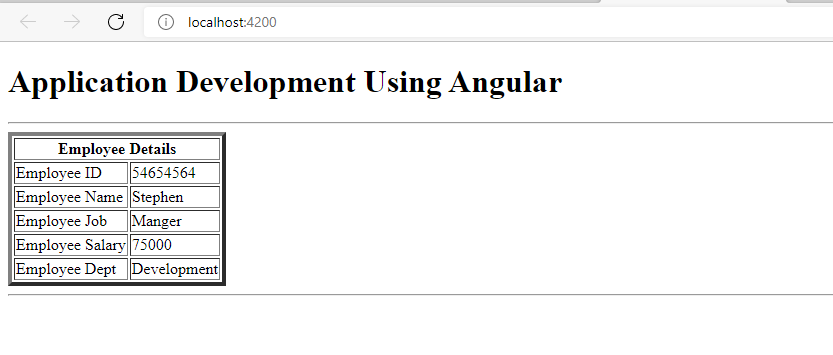 localhost:4200
Application Development Using Angular
Employee Details
Employee ID 54654564
Employee Name Stephen
Employee Job Manger
Employee Salary 75000
Employee Dept Development